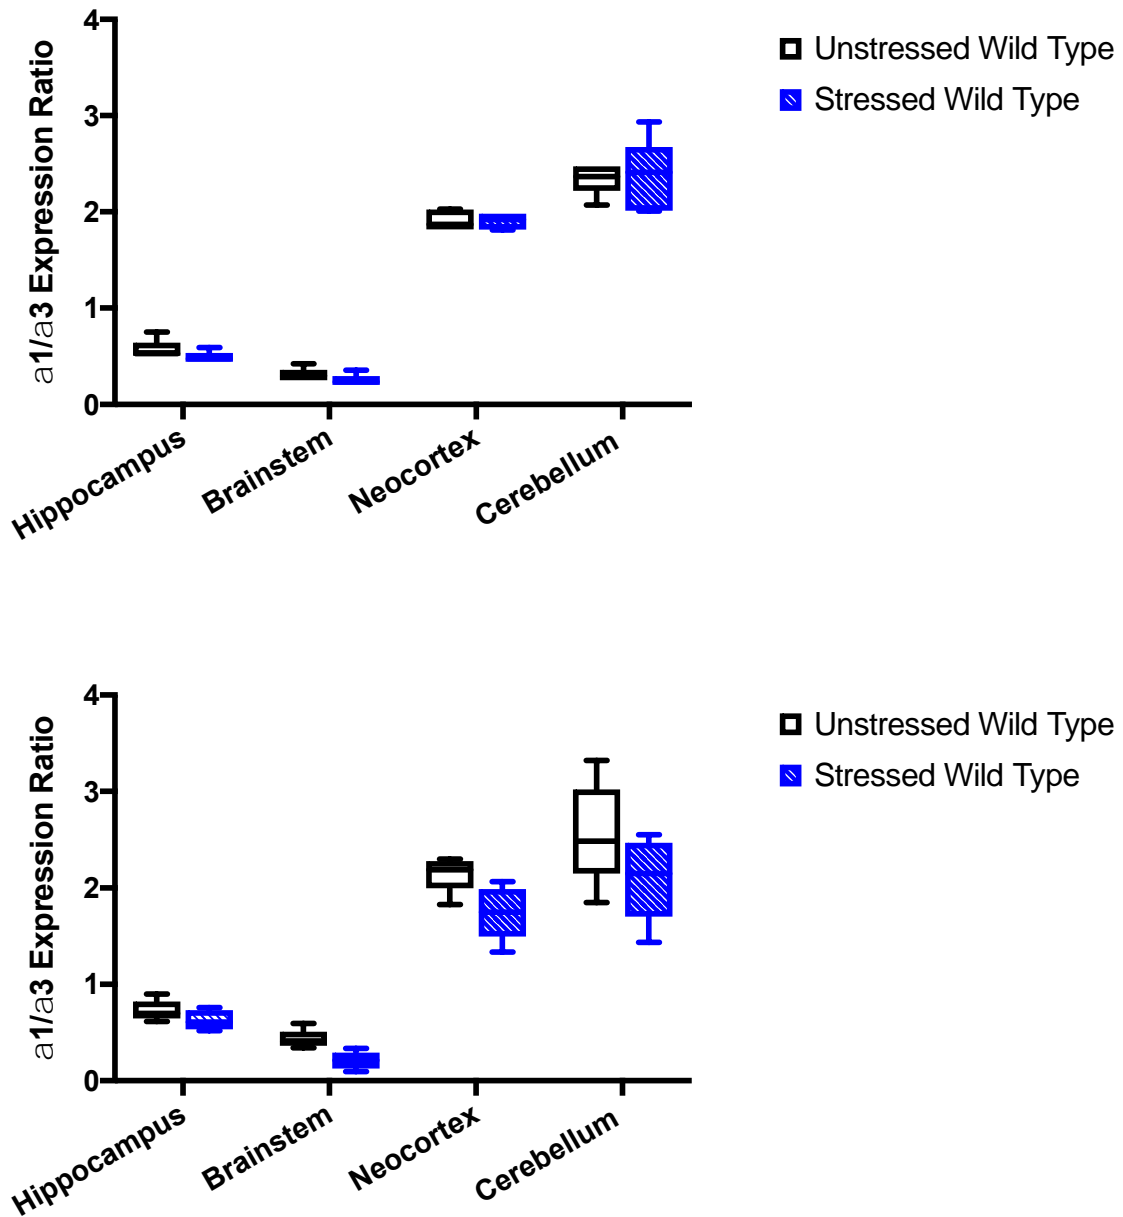 4
3
2
1
0
a1/a3 Expression Ratio
Hippocampus
Brainstem
Neocortex
Cerebellum
Unstressed Wild Type
Stressed Wild Type
4
3
2
1
0
a1/a3 Expression Ratio
Hippocampus
Brainstem
Neocortex
Cerebellum
Unstressed Wild Type
Stressed Wild Type